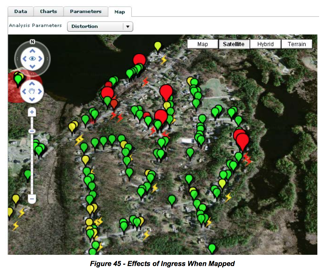 Data Charts Parameters Map
Analysis Parameters Distortion
N
Map Satellite Hybrid Terrain
Figure 45 - Effects of Ingress When Mapped